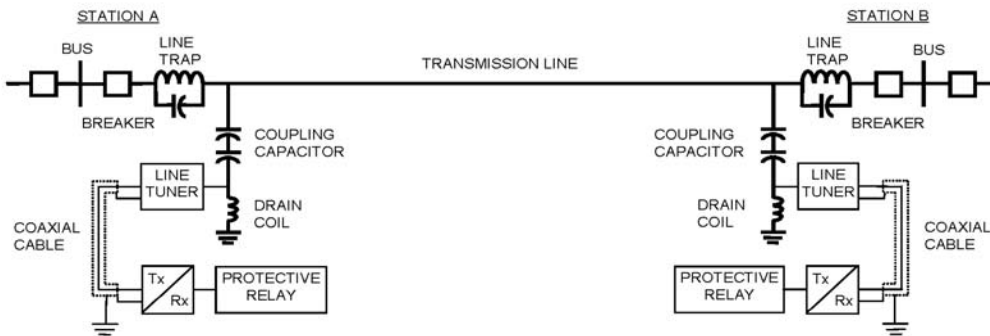 STATION A
STATION B
BUS
LINE
TRAP
TRANSMISSION LINE
LINE
TRAP
BUS
BREAKER
BREAKER
COUPLING
CAPACITOR
COUPLING
CAPACITOR
LINE
TUNER
LINE
TUNER
DRAIN
COIL
DRAIN
COIL
COAXIAL
CABLE
COAXIAL
CABLE
Tx
Rx
PROTECTIVE
RELAY
PROTECTIVE
RELAY
Tx
Rx